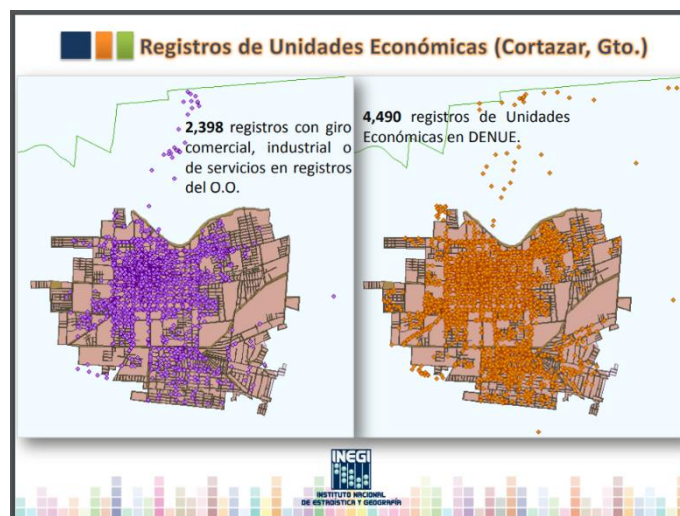 Registros de Unidades Económicas (Cortazar, Gto.)
2,398 registros con giro
comercial, industrial o
de servicios en registros
del O.O.
4,490 registros de Unidades
Económicas en DENUE.
INEGI
INSTITUTO NACIONAL
DE ESTADÍSTICA Y GEOGRAFÍA